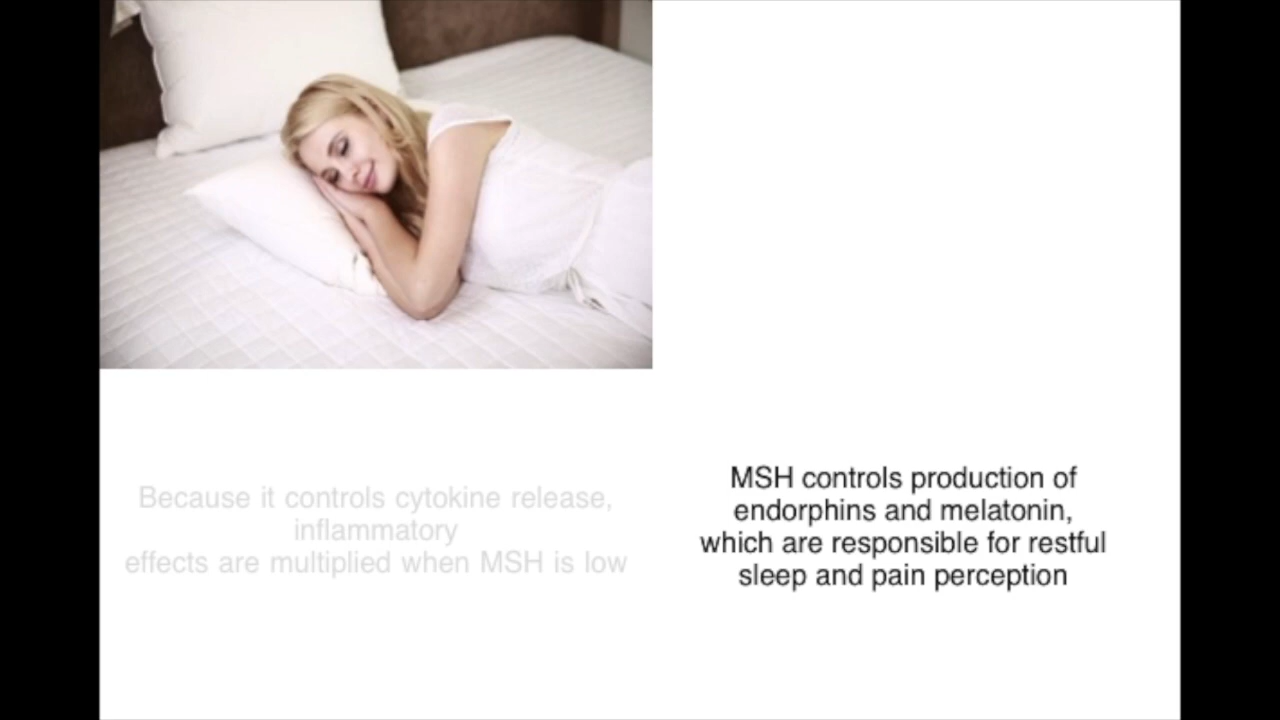 Because it controls cytokine release,
inflammatory
effects are multiplied when MSH is low
MSH controls production of
endorphins and melatonin,
which are responsible for restful
sleep and pain perception